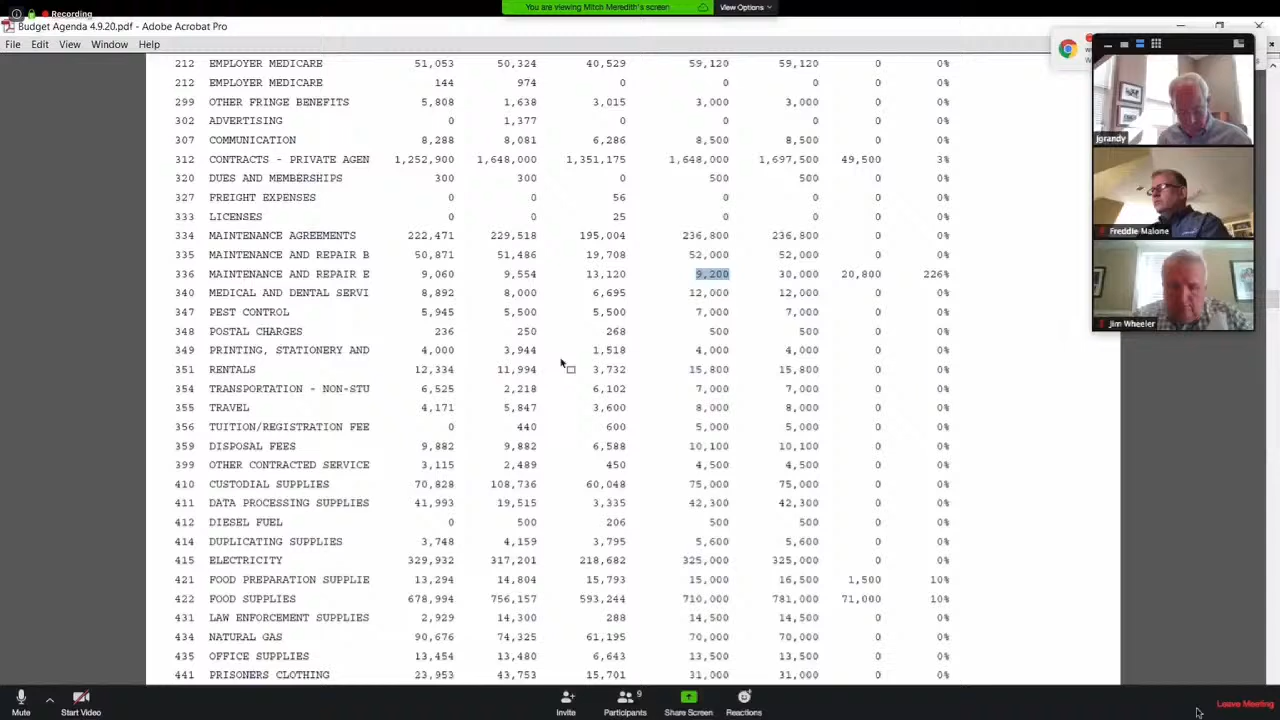 Recording
You are viewing Mitch Meredith's screen
View Options
Budget Agenda 4.9.20.pdf - Adobe Acrobat Pro
File Edit View Window Help
212 EMPLOYER MEDICARE 51,053 50,324 40,529 59,120 59,120 0 0%
212 EMPLOYER MEDICARE 144 974 0 0 0 0 0%
299 OTHER FRINGE BENEFITS 5,808 1,638 3,015 3,000 3,000 0 0%
302 ADVERTISING 0 1,377 0 0 0 0 0%
307 COMMUNICATION 8,288 8,081 6,286 8,500 8,500 0 0%
312 CONTRACTS - PRIVATE AGEN 1,252,900 1,648,000 1,351,175 1,648,000 1,697,500 49,500 3%
320 DUES AND MEMBERSHIPS 300 300 0 500 500 0 0%
327 FREIGHT EXPENSES 0 0 56 0 0 0 0%
333 LICENSES 0 0 25 0 0 0 0%
334 MAINTENANCE AGREEMENTS 222,471 229,518 195,004 236,800 236,800 0 0%
335 MAINTENANCE AND REPAIR B 50,871 51,486 19,708 52,000 52,000 0 0%
336 MAINTENANCE AND REPAIR E 9,060 9,554 13,120 9,200 30,000 20,800 226%
340 MEDICAL AND DENTAL SERVI 8,892 8,000 6,695 12,000 12,000 0 0%
347 PEST CONTROL 5,945 5,500 5,500 7,000 7,000 0 0%
348 POSTAL CHARGES 236 250 268 500 500 0 0%
349 PRINTING, STATIONERY AND 4,000 3,944 1,518 4,000 4,000 0 0%
351 RENTALS 12,334 11,994 3,732 15,800 15,800 0 0%
354 TRANSPORTATION - NON-STU 6,525 2,218 6,102 7,000 7,000 0 0%
355 TRAVEL 4,171 5,847 3,600 8,000 8,000 0 0%
356 TUITION/REGISTRATION FEE 0 440 600 5,000 5,000 0 0%
359 DISPOSAL FEES 9,882 9,882 6,588 10,100 10,100 0 0%
399 OTHER CONTRACTED SERVICE 3,115 2,489 450 4,500 4,500 0 0%
410 CUSTODIAL SUPPLIES 70,828 108,736 60,048 75,000 75,000 0 0%
411 DATA PROCESSING SUPPLIES 41,993 19,515 3,335 42,300 42,300 0 0%
412 DIESEL FUEL 0 500 206 500 500 0 0%
414 DUPLICATING SUPPLIES 3,748 4,159 3,795 5,600 5,600 0 0%
415 ELECTRICITY 329,932 317,201 218,682 325,000 325,000 0 0%
421 FOOD PREPARATION SUPPLIE 13,294 14,804 15,793 15,000 16,500 1,500 10%
422 FOOD SUPPLIES 678,994 756,157 593,244 710,000 781,000 71,000 10%
431 LAW ENFORCEMENT SUPPLIES 2,929 14,300 288 14,500 14,500 0 0%
434 NATURAL GAS 90,676 74,325 61,195 70,000 70,000 0 0%
435 OFFICE SUPPLIES 13,454 13,480 6,643 13,500 13,500 0 0%
441 PRISONERS CLOTHING 23,953 43,753 15,701 31,000 31,000 0 0%
jgrandy
Freddie Malone
Jim Wheeler
Mute
Start Video
Invite
Participants 9
Share Screen
Reactions
Leave Meeting